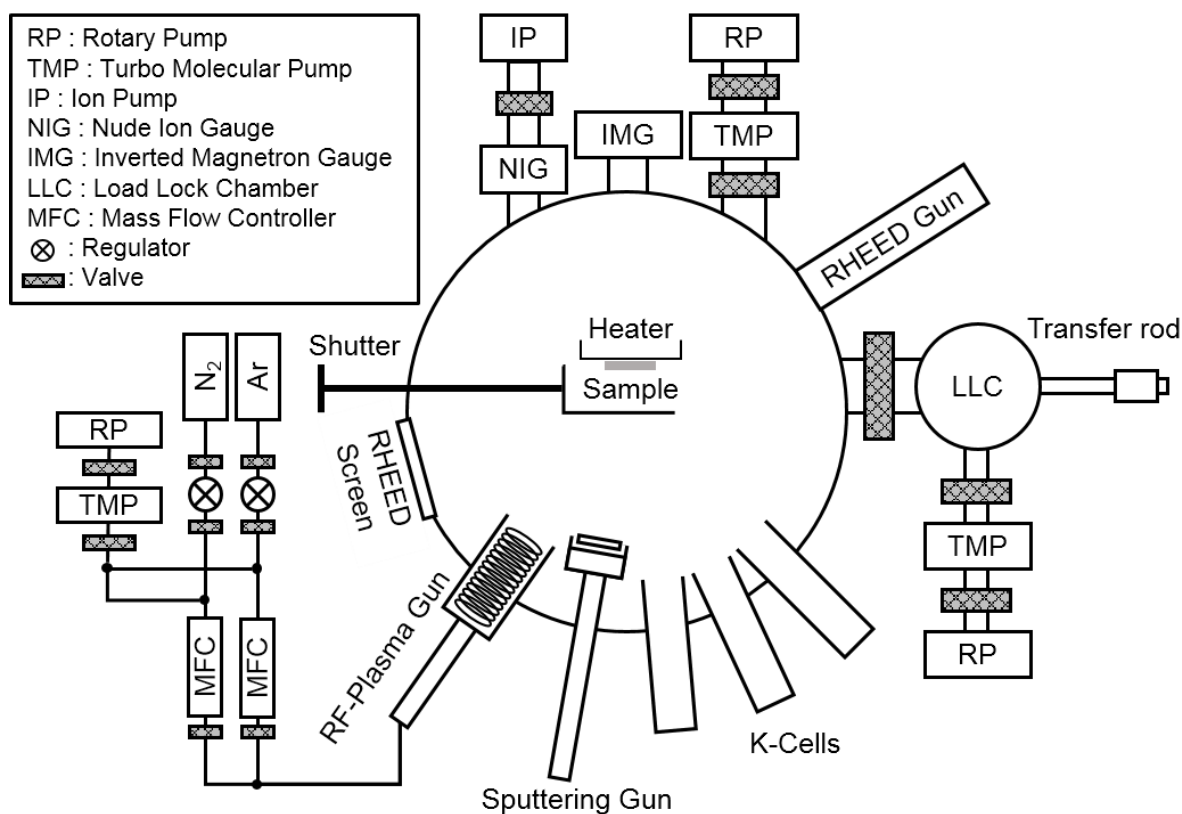 RP : Rotary Pump
TMP : Turbo Molecular Pump
IP : Ion Pump
NIG : Nude Ion Gauge
IMG : Inverted Magnetron Gauge
LLC : Load Lock Chamber
MFC : Mass Flow Controller
: Regulator
: Valve
IP
RP
IMG
TMP
NIG
RHEED Gun
Heater
Sample
Shutter
Transfer rod
LLC
N₂
Ar
RP
TMP
RHEED
Screen
MFC
MFC
RF-Plasma Gun
Sputtering Gun
K-Cells
TMP
RP